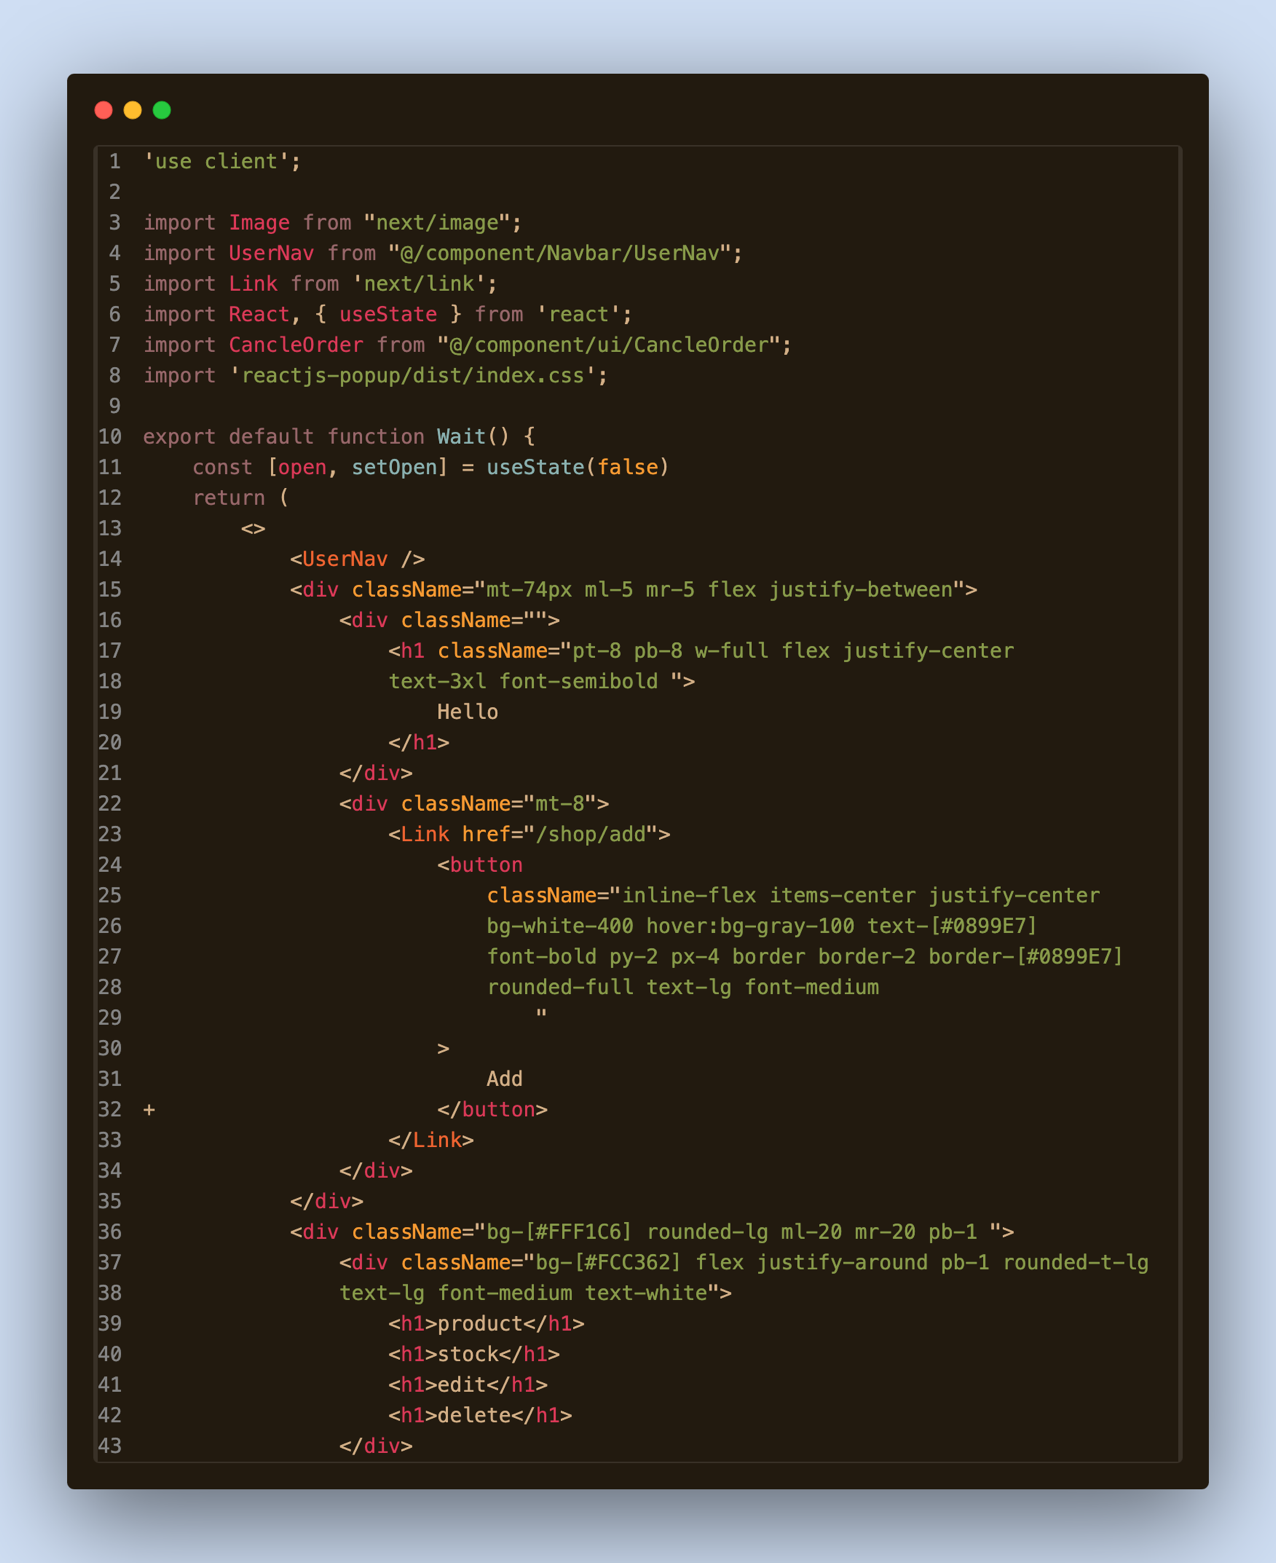 1 'use client';
2
3 import Image from "next/image";
4 import UserNav from "@/component/Navbar/UserNav";
5 import Link from 'next/link';
6 import React, { useState } from 'react';
7 import CancleOrder from "@/component/ui/CancleOrder";
8 import 'reactjs-popup/dist/index.css';
9
10 export default function Wait() {
11     const [open, setOpen] = useState(false)
12     return (
13         <>
14             <UserNav />
15             <div className="mt-74px ml-5 mr-5 flex justify-between">
16                 <div className="">
17                     <h1 className="pt-8 pb-8 w-full flex justify-center
18                     text-3xl font-semibold ">
19                         Hello
20                     </h1>
21                 </div>
22                 <div className="mt-8">
23                     <Link href="/shop/add">
24                         <button
25                             className="inline-flex items-center justify-center
26                             bg-white-400 hover:bg-gray-100 text-[#0899E7]
27                             font-bold py-2 px-4 border border-2 border-[#0899E7]
28                             rounded-full text-lg font-medium
29                                 "
30                         >
31                             Add
32 +                       </button>
33                     </Link>
34                 </div>
35             </div>
36             <div className="bg-[#FFF1C6] rounded-lg ml-20 mr-20 pb-1 ">
37                 <div className="bg-[#FCC362] flex justify-around pb-1 rounded-t-lg
38                 text-lg font-medium text-white">
39                     <h1>product</h1>
40                     <h1>stock</h1>
41                     <h1>edit</h1>
42                     <h1>delete</h1>
43                 </div>